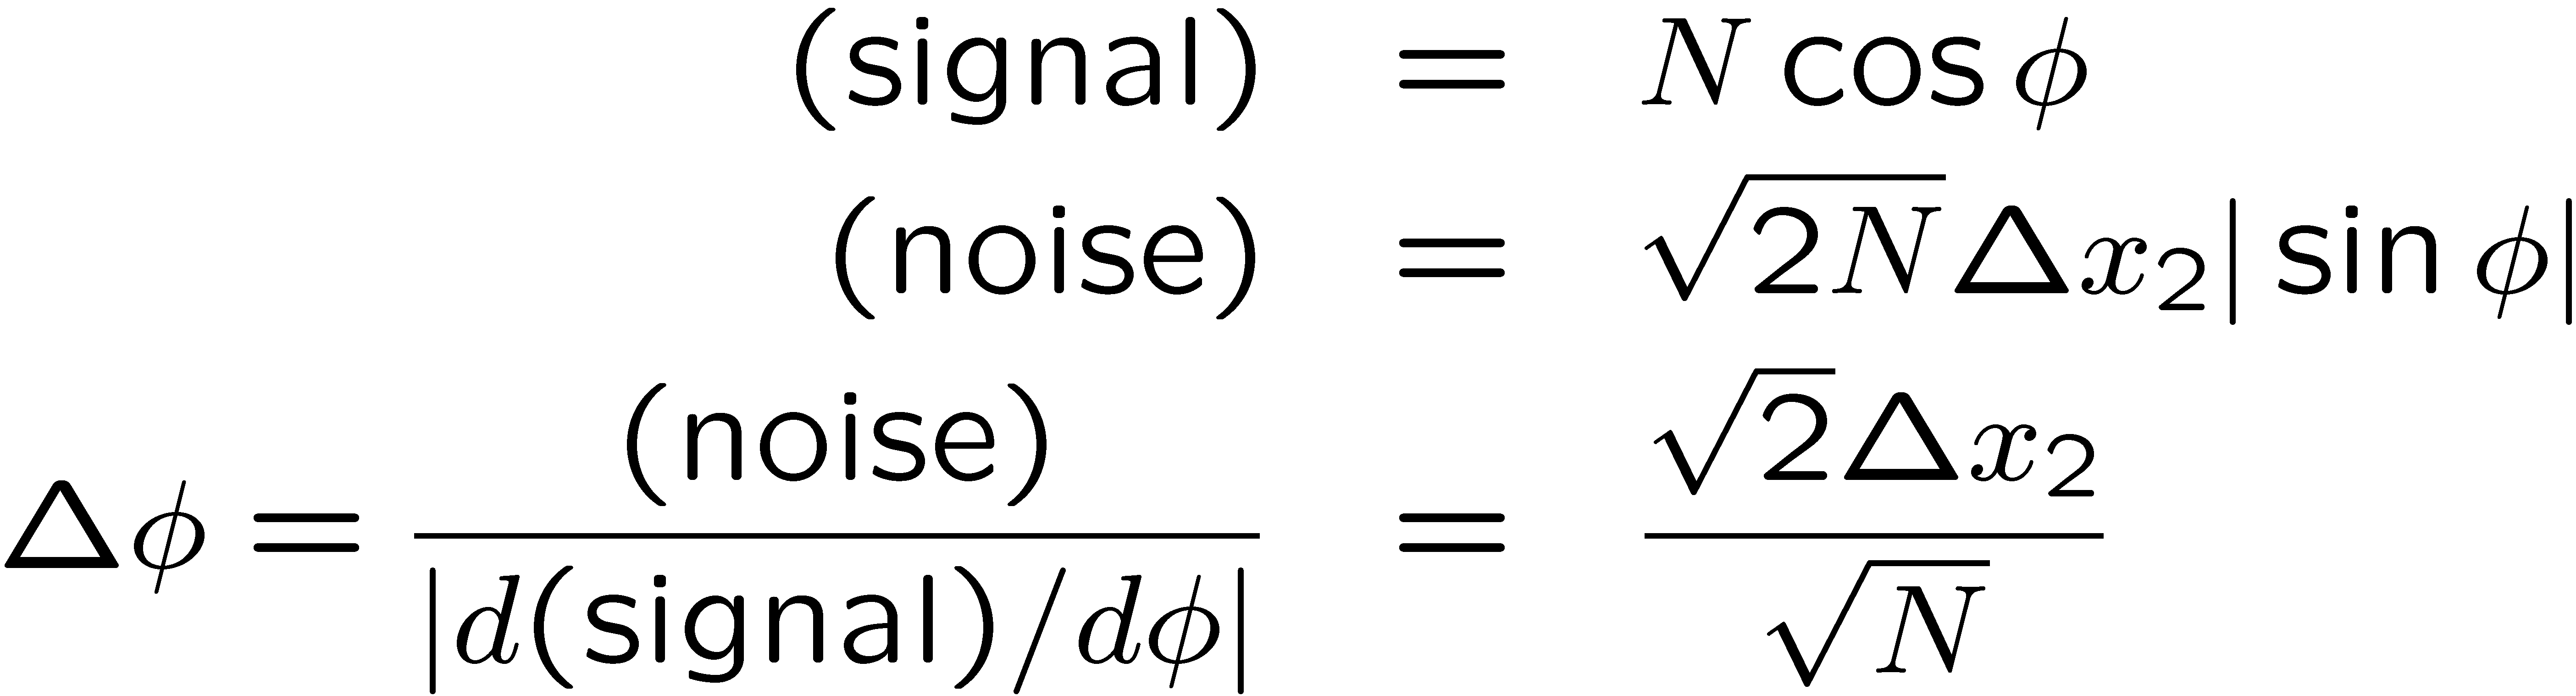 (signal) = N cos ϕ
(noise) = √(2N) Δx₂| sin ϕ|
Δϕ = (noise) / |d(signal)/dϕ| = √2Δx₂ / √N